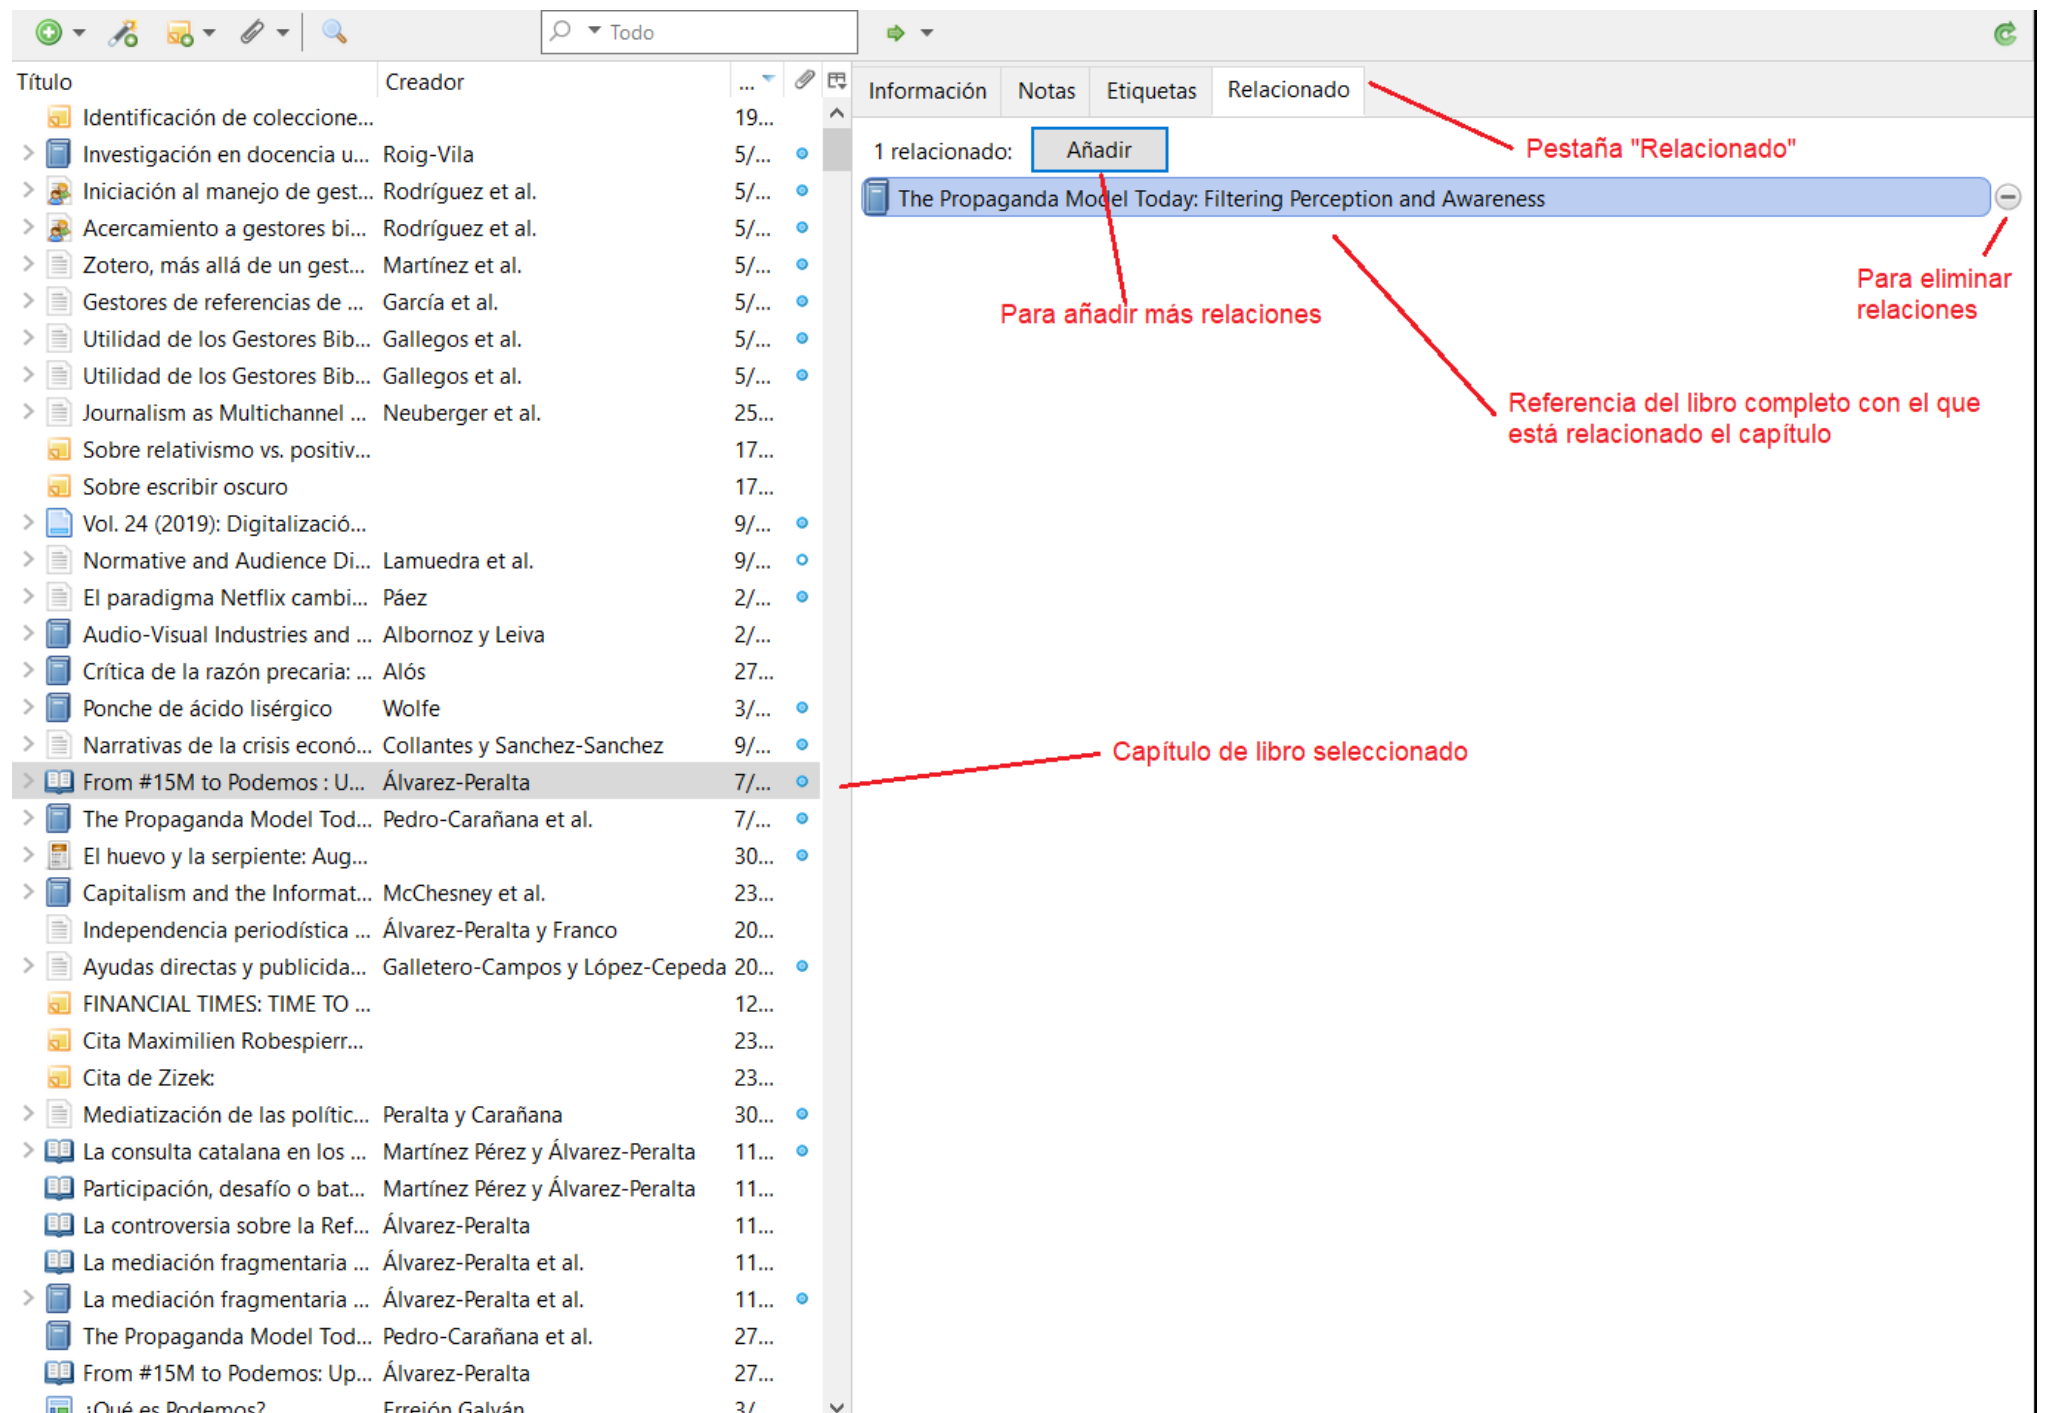 Todo
Título Creador ...
Identificación de coleccione... 19...
Investigación en docencia u... Roig-Vila 5/...
Iniciación al manejo de gest... Rodríguez et al. 5/...
Acercamiento a gestores bi... Rodríguez et al. 5/...
Zotero, más allá de un gest... Martínez et al. 5/...
Gestores de referencias de ... García et al. 5/...
Utilidad de los Gestores Bib... Gallegos et al. 5/...
Utilidad de los Gestores Bib... Gallegos et al. 5/...
Journalism as Multichannel ... Neuberger et al. 25...
Sobre relativismo vs. positiv... 17...
Sobre escribir oscuro 17...
Vol. 24 (2019): Digitalizació... 9/...
Normative and Audience Di... Lamuedra et al. 9/...
El paradigma Netflix cambi... Páez 2/...
Audio-Visual Industries and ... Albornoz y Leiva 2/...
Crítica de la razón precaria: ... Alós 27...
Ponche de ácido lisérgico Wolfe 3/...
Narrativas de la crisis econó... Collantes y Sanchez-Sanchez 9/...
From #15M to Podemos : U... Álvarez-Peralta 7/...
The Propaganda Model Tod... Pedro-Carañana et al. 7/...
El huevo y la serpiente: Aug... 30...
Capitalism and the Informat... McChesney et al. 23...
Independencia periodística ... Álvarez-Peralta y Franco 20...
Ayudas directas y publicida... Galletero-Campos y López-Cepeda 20...
FINANCIAL TIMES: TIME TO ... 12...
Cita Maximilien Robespierr... 23...
Cita de Zizek: 23...
Mediatización de las polític... Peralta y Carañana 30...
La consulta catalana en los ... Martínez Pérez y Álvarez-Peralta 11...
Participación, desafío o bat... Martínez Pérez y Álvarez-Peralta 11...
La controversia sobre la Ref... Álvarez-Peralta 11...
La mediación fragmentaria ... Álvarez-Peralta et al. 11...
La mediación fragmentaria ... Álvarez-Peralta et al. 11...
The Propaganda Model Tod... Pedro-Carañana et al. 27...
From #15M to Podemos: Up... Álvarez-Peralta 27...
¿Qué es Podemos? Errejón Galván 3/
Información Notas Etiquetas Relacionado
1 relacionado: Añadir
Pestaña "Relacionado"
The Propaganda Model Today: Filtering Perception and Awareness
Para eliminar
relaciones
Para añadir más relaciones
Referencia del libro completo con el que
está relacionado el capítulo
Capítulo de libro seleccionado